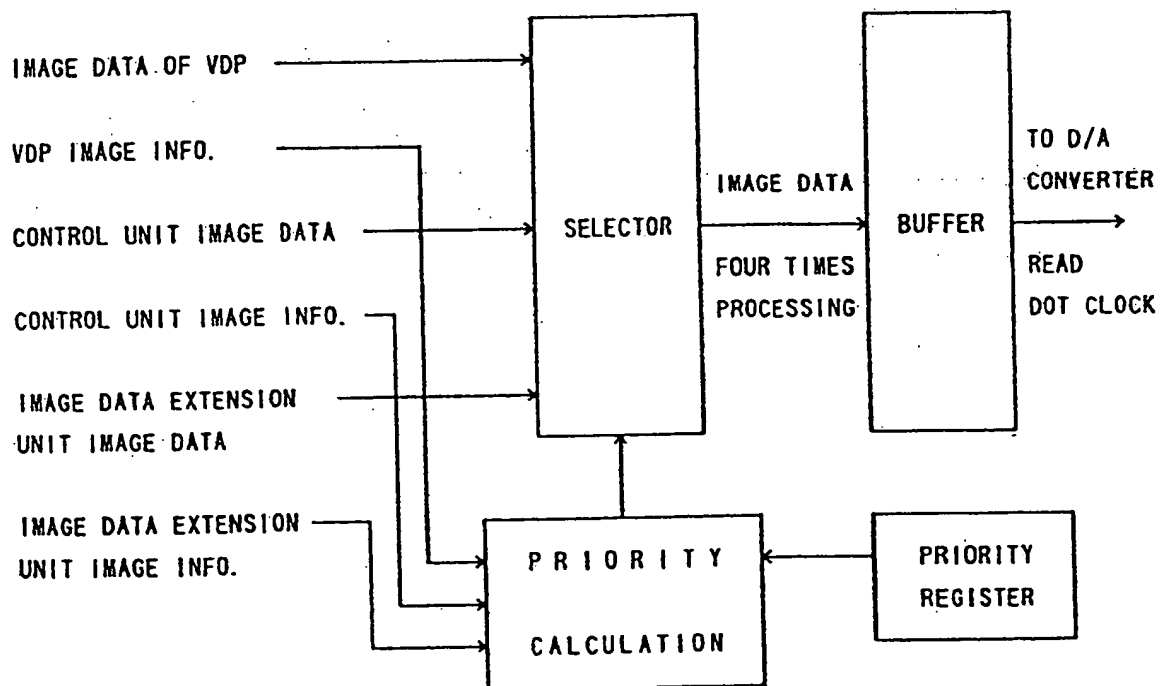 IMAGE DATA OF VDP
VDP IMAGE INFO.
CONTROL UNIT IMAGE DATA
CONTROL UNIT IMAGE INFO.
IMAGE DATA EXTENSION
UNIT IMAGE DATA
IMAGE DATA EXTENSION
UNIT IMAGE INFO.
SELECTOR
IMAGE DATA
FOUR TIMES
PROCESSING
BUFFER
TO D/A
CONVERTER
READ
DOT CLOCK
PRIORITY
CALCULATION
PRIORITY
REGISTER